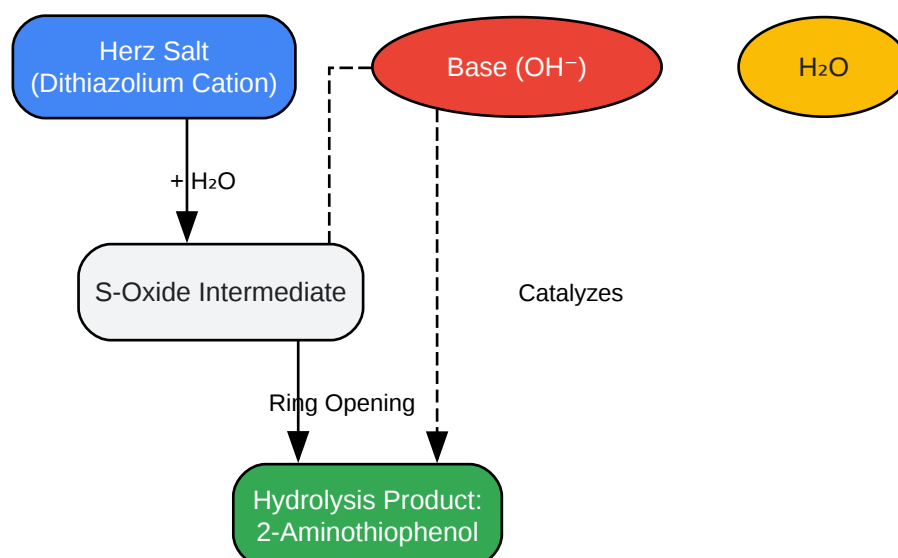 Herz Salt
(Dithiazolium Cation)
Base (OH⁻)
H₂O
+ H₂O
S-Oxide Intermediate
Catalyzes
Ring Opening
Hydrolysis Product:
2-Aminothiophenol